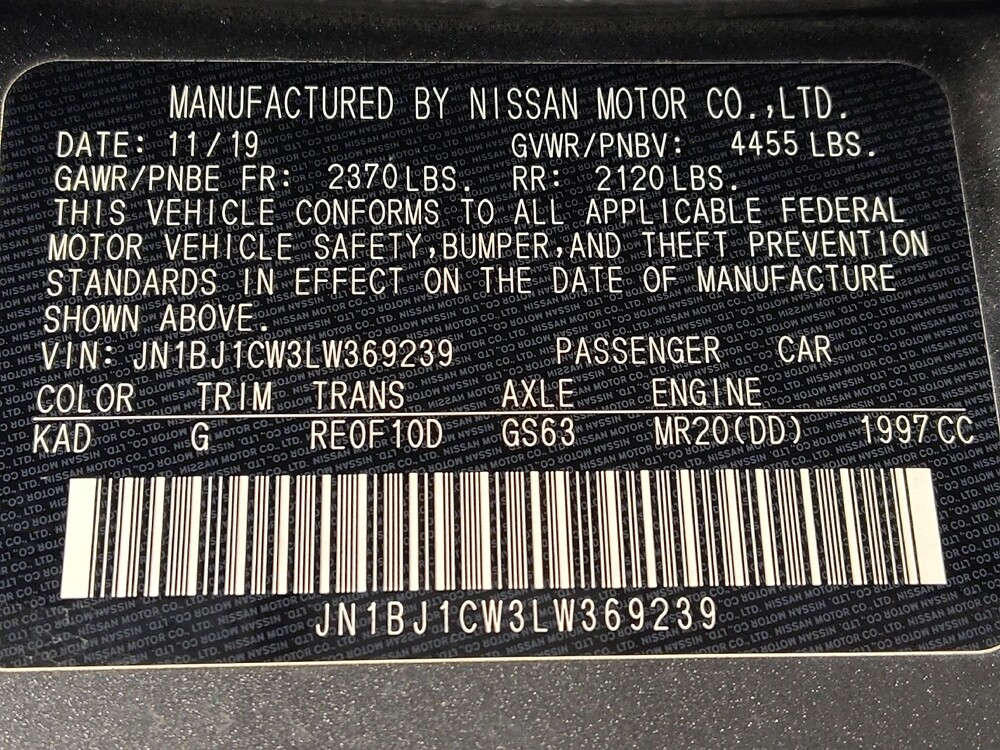 MANUFACTURED BY NISSAN MOTOR CO.,LTD.
DATE: 11/19 GVWR/PNBV: 4455 LBS.
GAWR/PNBE FR: 2370 LBS. RR: 2120 LBS.
THIS VEHICLE CONFORMS TO ALL APPLICABLE FEDERAL
MOTOR VEHICLE SAFETY,BUMPER,AND THEFT PREVENTION
STANDARDS IN EFFECT ON THE DATE OF MANUFACTURE
SHOWN ABOVE.
VIN: JN1BJ1CW3LW369239 PASSENGER CAR
COLOR TRIM TRANS AXLE ENGINE
KAD G RE0F10D GS63 MR20(DD) 1997CC
JN1BJ1CW3LW369239